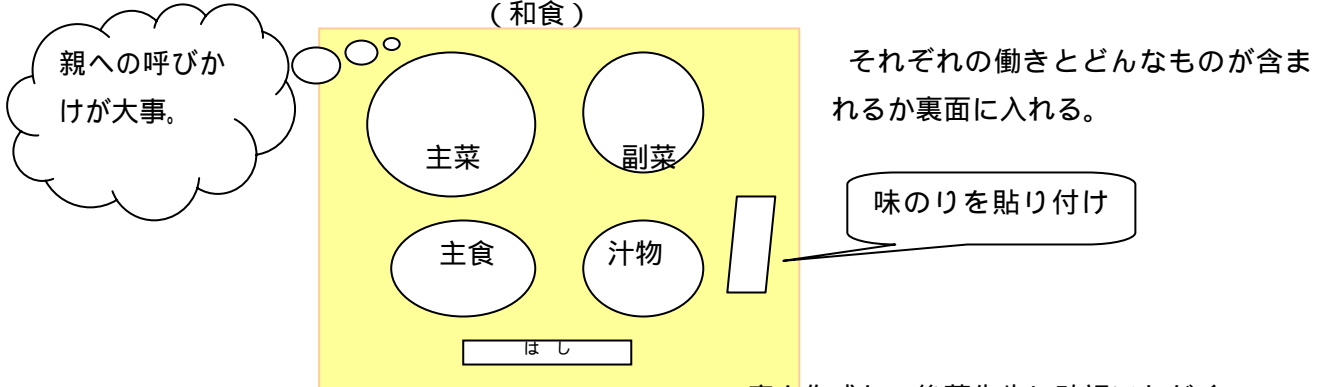 （和食）
親への呼びか
けが大事。
それぞれの働きとどんなものが含ま
れるか裏面に入れる。
主菜
副菜
味のりを貼り付け
主食
汁物
はし